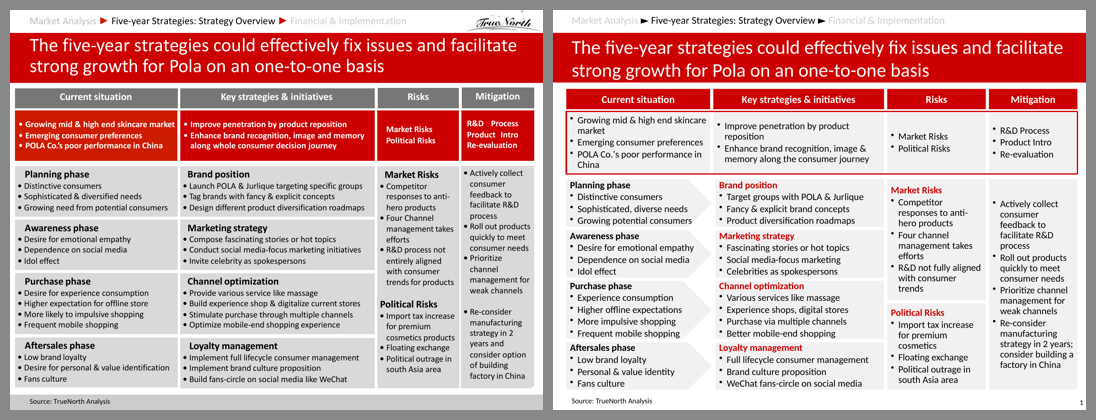 Market Analysis ► Five-year Strategies: Strategy Overview ► Financial & Implementation
TrueNorth
The five-year strategies could effectively fix issues and facilitate
strong growth for Pola on an one-to-one basis
Current situation
Key strategies & initiatives
Risks
Mitigation
• Growing mid & high end skincare market
• Emerging consumer preferences
• POLA Co.'s poor performance in China
• Improve penetration by product reposition
• Enhance brand recognition, image and memory
along whole consumer decision journey
Market Risks
Political Risks
R&D Process
Product Intro
Re-evaluation
Planning phase
• Distinctive consumers
• Sophisticated & diversified needs
• Growing need from potential consumers
Brand position
• Launch POLA & Jurlique targeting specific groups
• Tag brands with fancy & explicit concepts
• Design different product diversification roadmaps
Awareness phase
• Desire for emotional empathy
• Dependence on social media
• Idol effect
Marketing strategy
• Compose fascinating stories or hot topics
• Conduct social media-focus marketing initiatives
• Invite celebrity as spokespersons
Purchase phase
• Desire for experience consumption
• Higher expectation for offline store
• More likely to impulsive shopping
• Frequent mobile shopping
Channel optimization
• Provide various service like massage
• Build experience shop & digitalize current stores
• Stimulate purchase through multiple channels
• Optimize mobile-end shopping experience
Aftersales phase
• Low brand loyalty
• Desire for personal & value identification
• Fans culture
Loyalty management
• Implement full lifecycle consumer management
• Implement brand culture proposition
• Build fans-circle on social media like WeChat
Market Risks
• Competitor
responses to anti-
hero products
• Four Channel
management takes
efforts
• R&D process not
entirely aligned
with consumer
trends for products
Political Risks
• Import tax increase
for premium
cosmetics products
• Floating exchange
• Political outrage in
south Asia area
• Actively collect
consumer
feedback to
facilitate R&D
process
• Roll out products
quickly to meet
consumer needs
• Prioritize
channel
management for
weak channels
• Re-consider
manufacturing
strategy in 2
years and
consider option
of building
factory in China
Source: TrueNorth Analysis
Market Analysis ► Five-year Strategies: Strategy Overview ► Financial & Implementation
The five-year strategies could effectively fix issues and facilitate
strong growth for Pola on an one-to-one basis
Current situation
Key strategies & initiatives
Risks
Mitigation
• Growing mid & high end skincare
market
• Emerging consumer preferences
• POLA Co.'s poor performance in
China
• Improve penetration by product
reposition
• Enhance brand recognition, image &
memory along the consumer journey
• Market Risks
• Political Risks
• R&D Process
• Product Intro
• Re-evaluation
Planning phase
• Distinctive consumers
• Sophisticated, diverse needs
• Growing potential consumers
Brand position
• Target groups with POLA & Jurlique
• Fancy & explicit brand concepts
• Product diversification roadmaps
Awareness phase
• Desire for emotional empathy
• Dependence on social media
• Idol effect
Marketing strategy
• Fascinating stories or hot topics
• Social media-focus marketing
• Celebrities as spokespersons
Purchase phase
• Experience consumption
• Higher offline expectations
• More impulsive shopping
• Frequent mobile shopping
Channel optimization
• Various services like massage
• Experience shops, digital stores
• Purchase via multiple channels
• Better mobile-end shopping
Aftersales phase
• Low brand loyalty
• Personal & value identity
• Fans culture
Loyalty management
• Full lifecycle consumer management
• Brand culture proposition
• WeChat fans-circle on social media
Market Risks
• Competitor
responses to anti-
hero products
• Four channel
management takes
efforts
• R&D not fully aligned
with consumer
trends
Political Risks
• Import tax increase
for premium
cosmetics
• Floating exchange
• Political outrage in
south Asia area
• Actively collect
consumer
feedback to
facilitate R&D
process
• Roll out products
quickly to meet
consumer needs
• Prioritize channel
management for
weak channels
• Re-consider
manufacturing
strategy in 2 years;
consider building a
factory in China
Source: TrueNorth Analysis
1